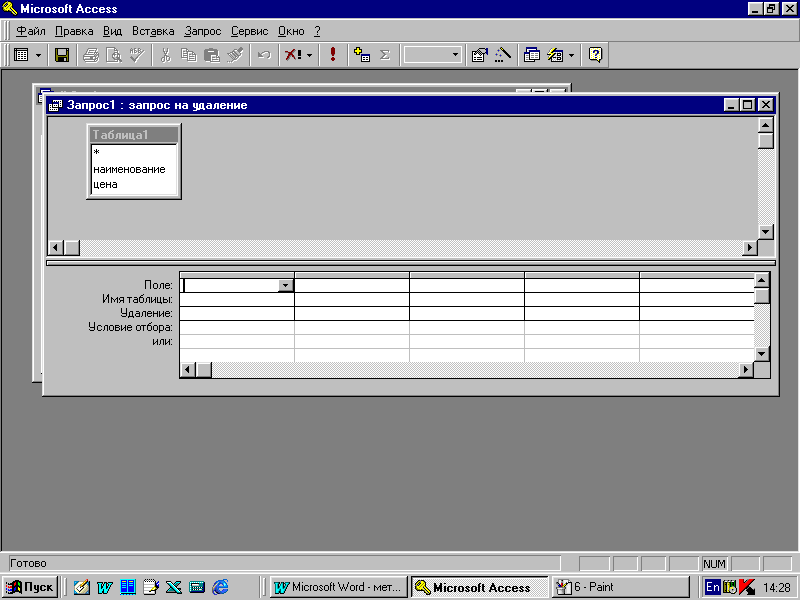 Microsoft Access
Файл Правка Вид Вставка Запрос Сервис Окно ?
Запрос1 : запрос на удаление
Таблица1
*
наименование
цена
Поле:
Имя таблицы:
Удаление:
Условие отбора:
или:
Готово
NUM
Пуск
Microsoft Word - мет...
Microsoft Access
6 - Paint
En
14:28